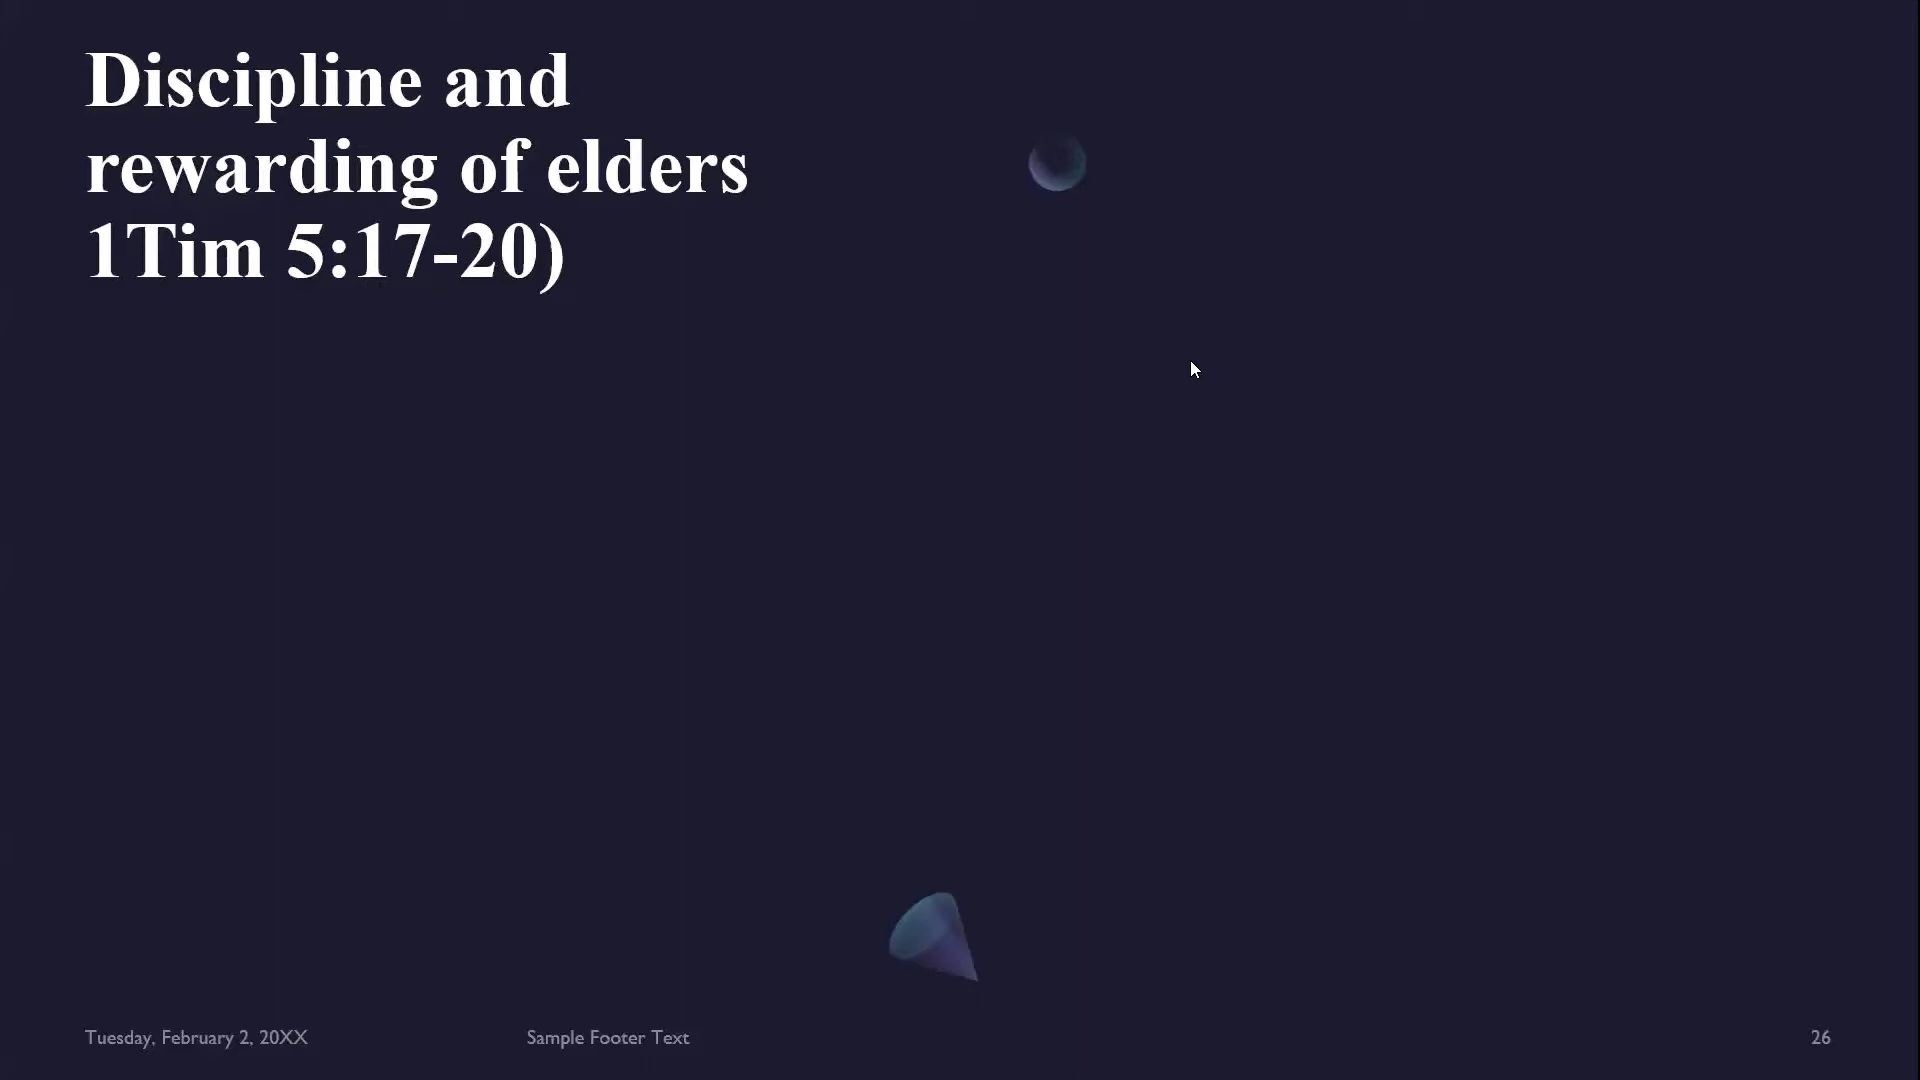 Discipline and
rewarding of elders
1Tim 5:17-20)
Tuesday, February 2, 20XX
Sample Footer Text
26